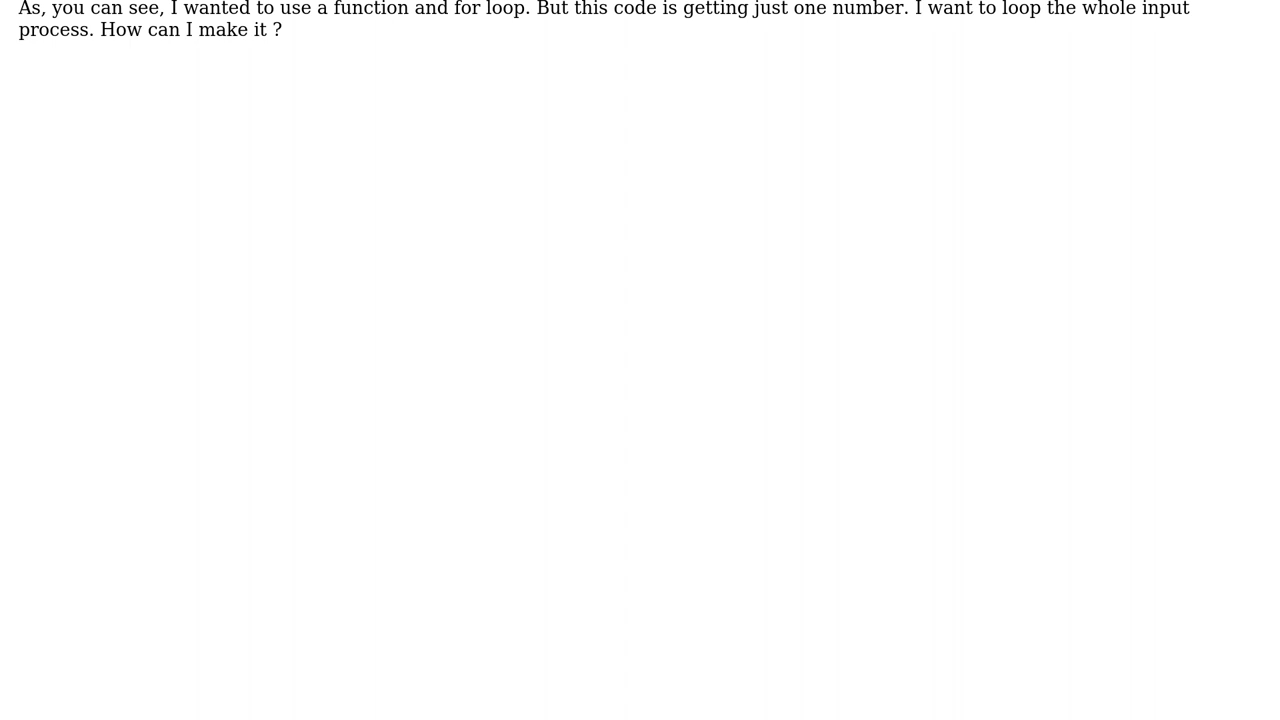 As, you can see, I wanted to use a function and for loop. But this code is getting just one number. I want to loop the whole input
process. How can I make it ?